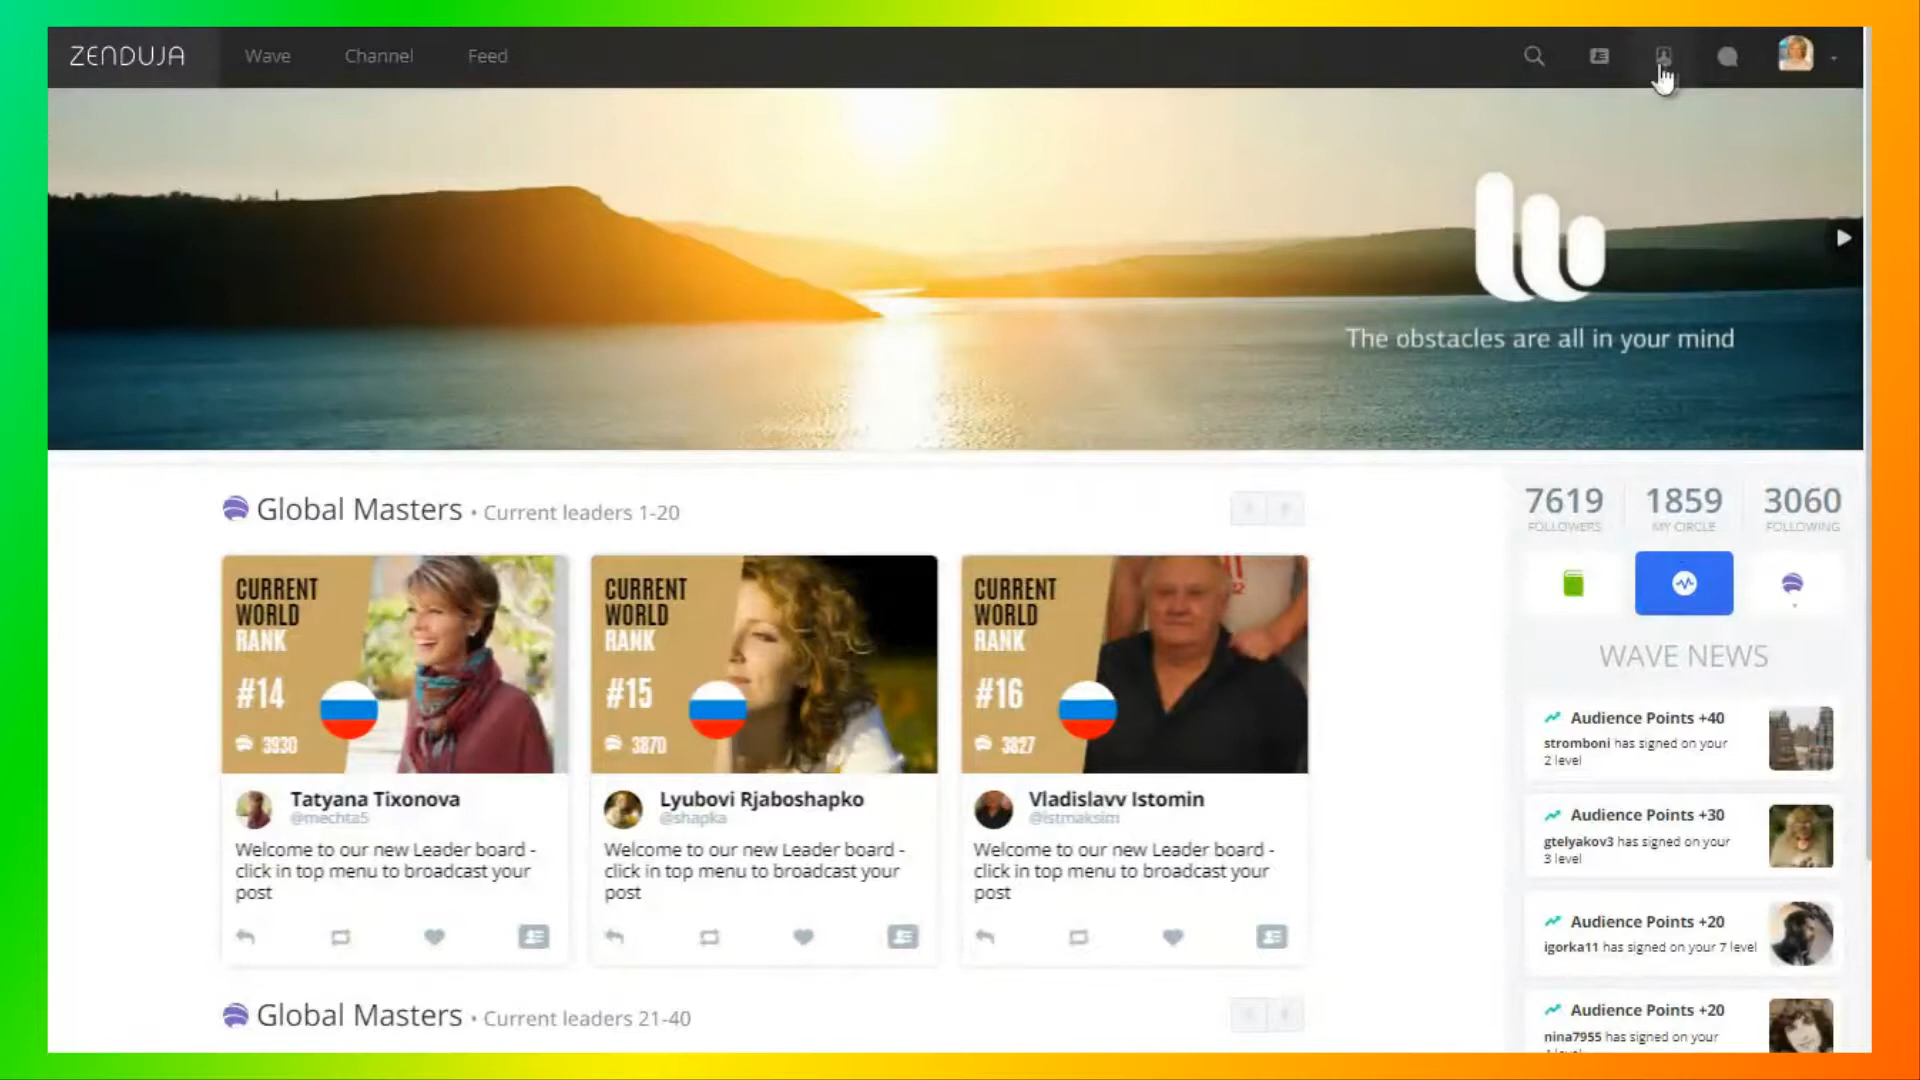 ZENDUJA Wave Channel Feed
The obstacles are all in your mind
Global Masters • Current leaders 1-20
CURRENT
WORLD
RANK
#14
3930
Tatyana Tixonova
@mechta5
Welcome to our new Leader board -
click in top menu to broadcast your
post
CURRENT
WORLD
RANK
#15
3870
Lyubovi Rjaboshapko
@shapka
Welcome to our new Leader board -
click in top menu to broadcast your
post
CURRENT
WORLD
RANK
#16
3827
Vladislavv Istomin
@istmaksim
Welcome to our new Leader board -
click in top menu to broadcast your
post
Global Masters • Current leaders 21-40
7619 1859 3060
FOLLOWERS MY CIRCLE FOLLOWING
WAVE NEWS
Audience Points +40
stromboni has signed on your
2 level
Audience Points +30
gtelyakov3 has signed on your
3 level
Audience Points +20
igorka11 has signed on your 7 level
Audience Points +20
nina7955 has signed on your